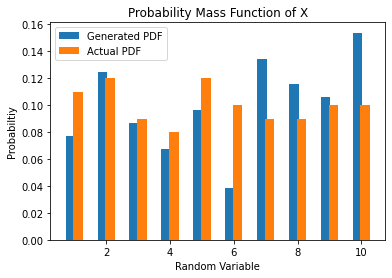 Probability Mass Function of X
Generated PDF
Actual PDF
0.16
0.14
0.12
0.10
0.08
0.06
0.04
0.02
0.00
Probabiltiy
2 4 6 8 10
Random Variable